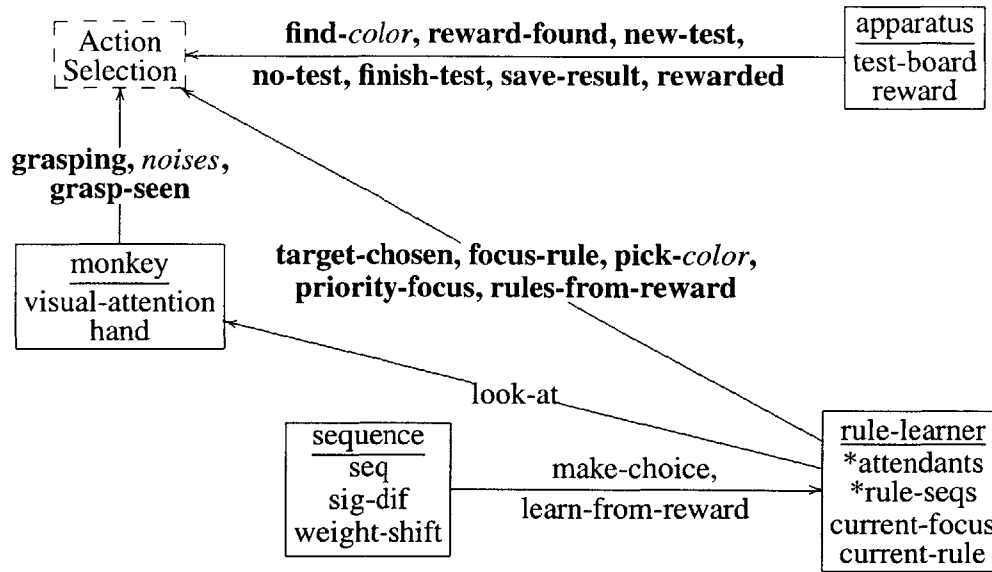 Action
Selection
find-color, reward-found, new-test,
no-test, finish-test, save-result, rewarded
apparatus
test-board
reward
grasping, noises,
grasp-seen
monkey
visual-attention
hand
target-chosen, focus-rule, pick-color,
priority-focus, rules-from-reward
look-at
sequence
seq
sig-dif
weight-shift
make-choice,
learn-from-reward
rule-learner
*attendants
*rule-seqs
current-focus
current-rule